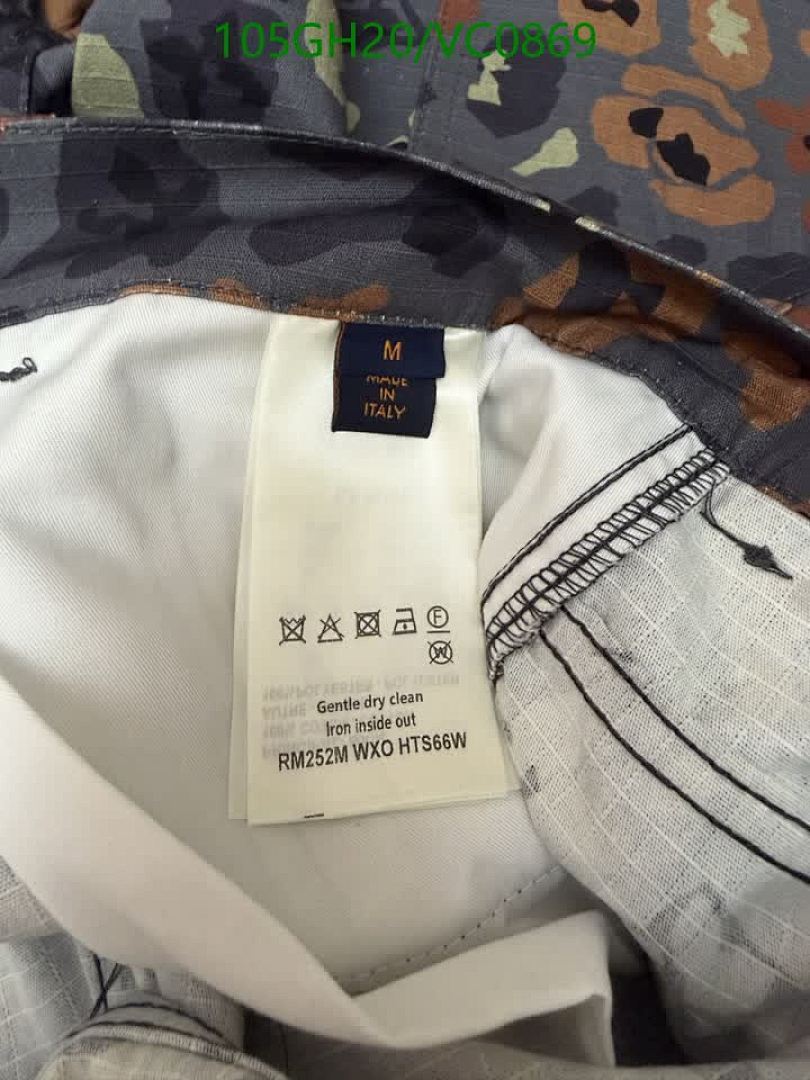 105GH20/VC0869
M
MADE
IN
ITALY
F
W
Gentle dry clean
Iron inside out
RM252M WXO HTS66W